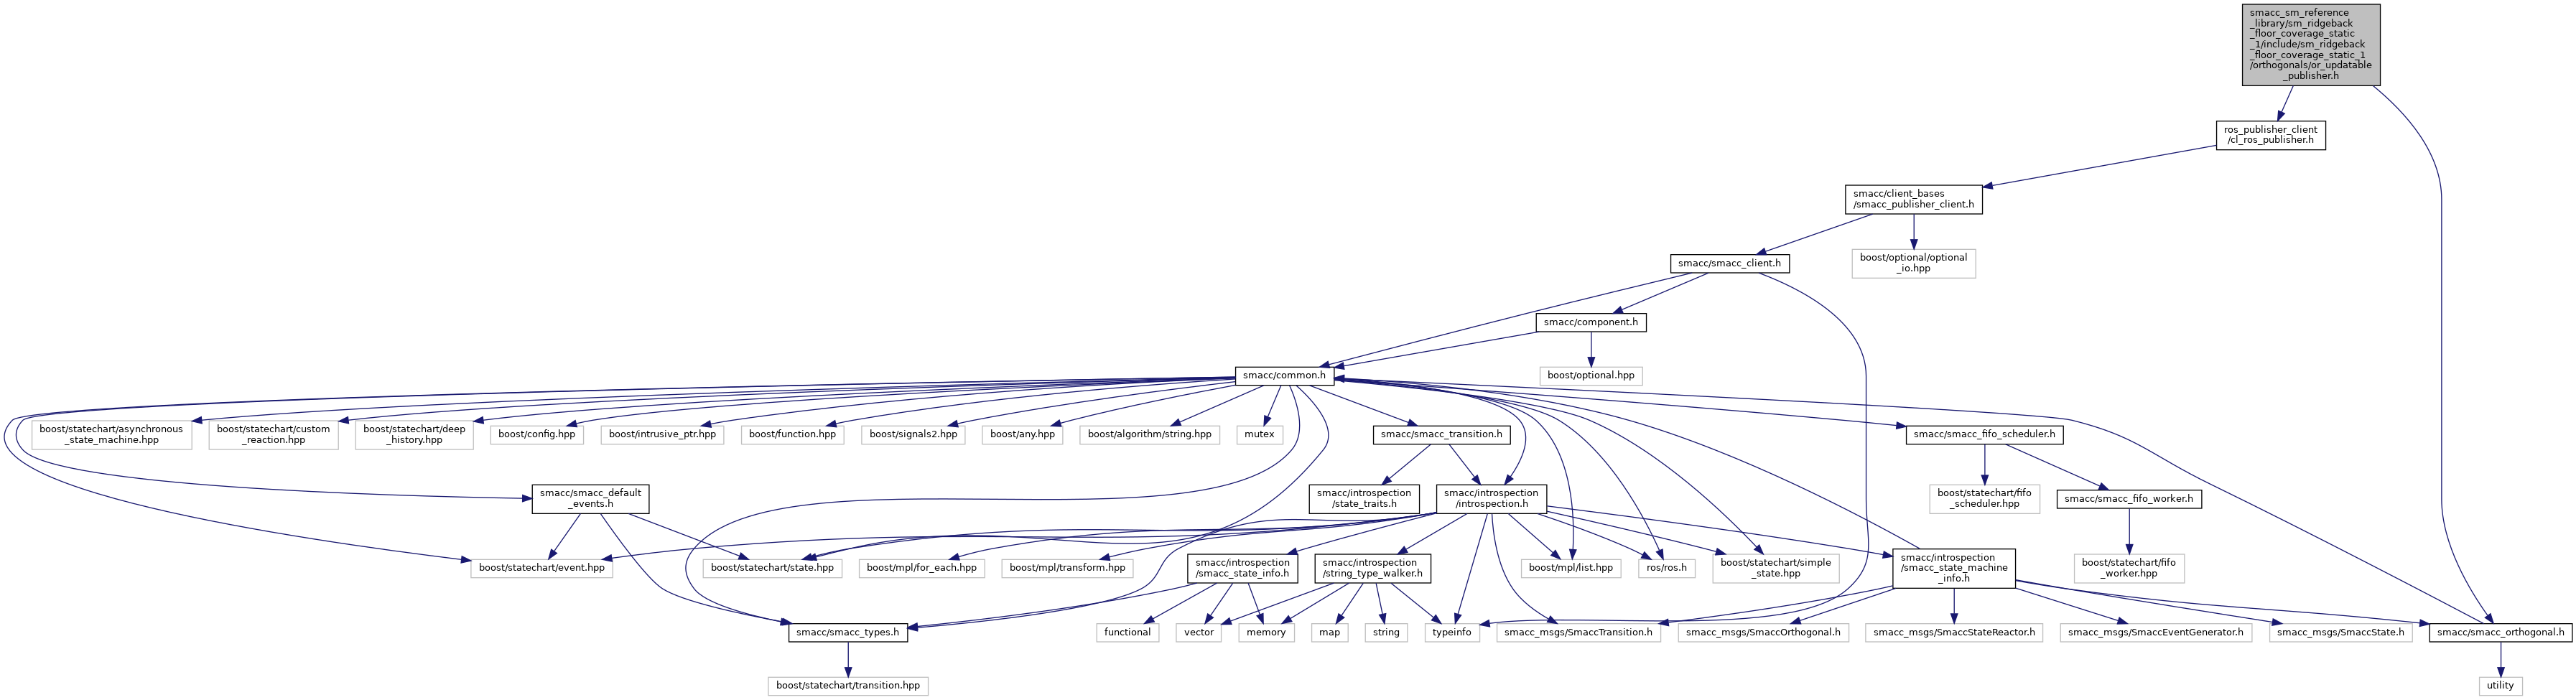 smacc_sm_reference
_library/sm_ridgeback
_floor_coverage_static
_1/include/sm_ridgeback
_floor_coverage_static_1
/orthogonals/or_updatable
_publisher.h
ros_publisher_client
/cl_ros_publisher.h
smacc/client_bases
/smacc_publisher_client.h
smacc/smacc_client.h
boost/optional/optional
_io.hpp
smacc/component.h
smacc/common.h
boost/optional.hpp
boost/statechart/asynchronous
_state_machine.hpp
boost/statechart/custom
_reaction.hpp
boost/statechart/deep
_history.hpp
boost/config.hpp
boost/intrusive_ptr.hpp
boost/function.hpp
boost/signals2.hpp
boost/any.hpp
boost/algorithm/string.hpp
mutex
smacc/smacc_transition.h
smacc/smacc_fifo_scheduler.h
smacc/smacc_default
_events.h
smacc/introspection
/state_traits.h
smacc/introspection
/introspection.h
boost/statechart/fifo
_scheduler.hpp
smacc/smacc_fifo_worker.h
boost/statechart/event.hpp
boost/statechart/state.hpp
boost/mpl/for_each.hpp
boost/mpl/transform.hpp
smacc/introspection
/smacc_state_info.h
smacc/introspection
/string_type_walker.h
boost/mpl/list.hpp
ros/ros.h
boost/statechart/simple
_state.hpp
smacc/introspection
/smacc_state_machine
_info.h
boost/statechart/fifo
_worker.hpp
smacc/smacc_types.h
functional
vector
memory
map
string
typeinfo
smacc_msgs/SmaccTransition.h
smacc_msgs/SmaccOrthogonal.h
smacc_msgs/SmaccStateReactor.h
smacc_msgs/SmaccEventGenerator.h
smacc_msgs/SmaccState.h
smacc/smacc_orthogonal.h
boost/statechart/transition.hpp
utility